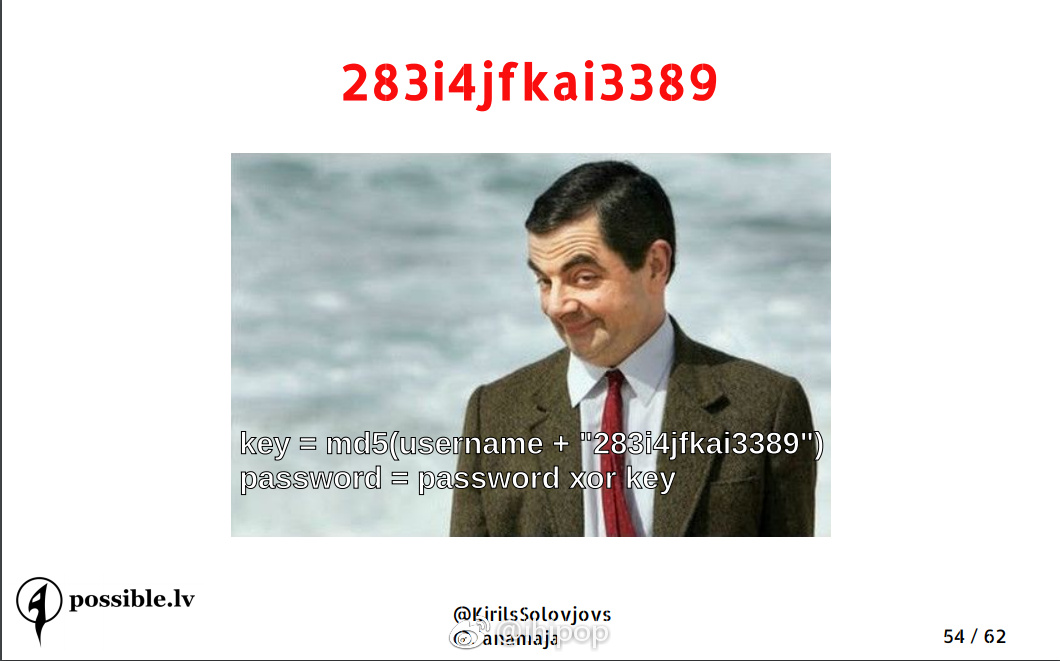 283i4jfkai3389
key = md5(username + "283i4jfkai3389")
password = password xor key
possible.lv
@KirilsSolovjovs
54 / 62